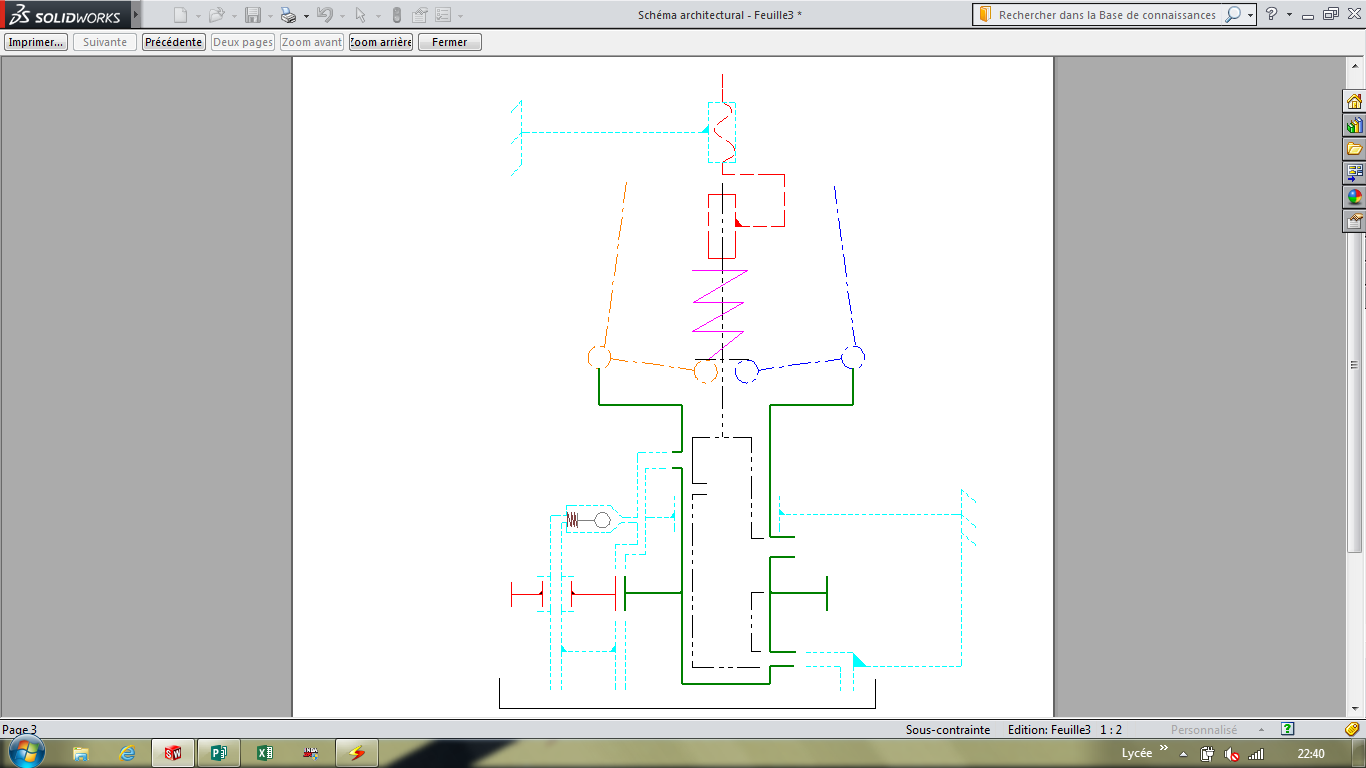 SOLIDWORKS
Schéma architectural - Feuille3 *
Rechercher dans la Base de connaissances
?
Imprimer...
Suivante
Précédente
Deux pages
Zoom avant
Zoom arrière
Fermer
Page 3
Sous-contrainte
Edition: Feuille3
1 : 2
Personnalisé
?
Lycée
22:40